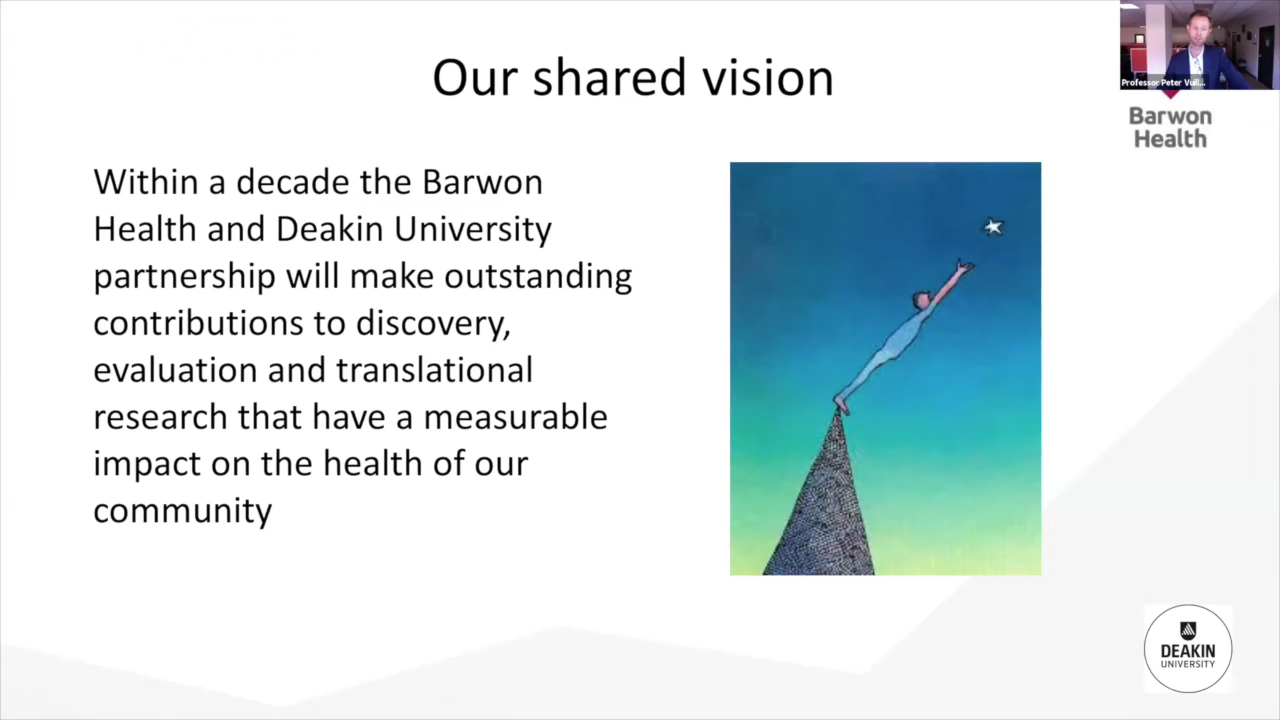 Our shared vision
Professor Peter Vuil...
Barwon
Health
Within a decade the Barwon
Health and Deakin University
partnership will make outstanding
contributions to discovery,
evaluation and translational
research that have a measurable
impact on the health of our
community
DEAKIN
UNIVERSITY